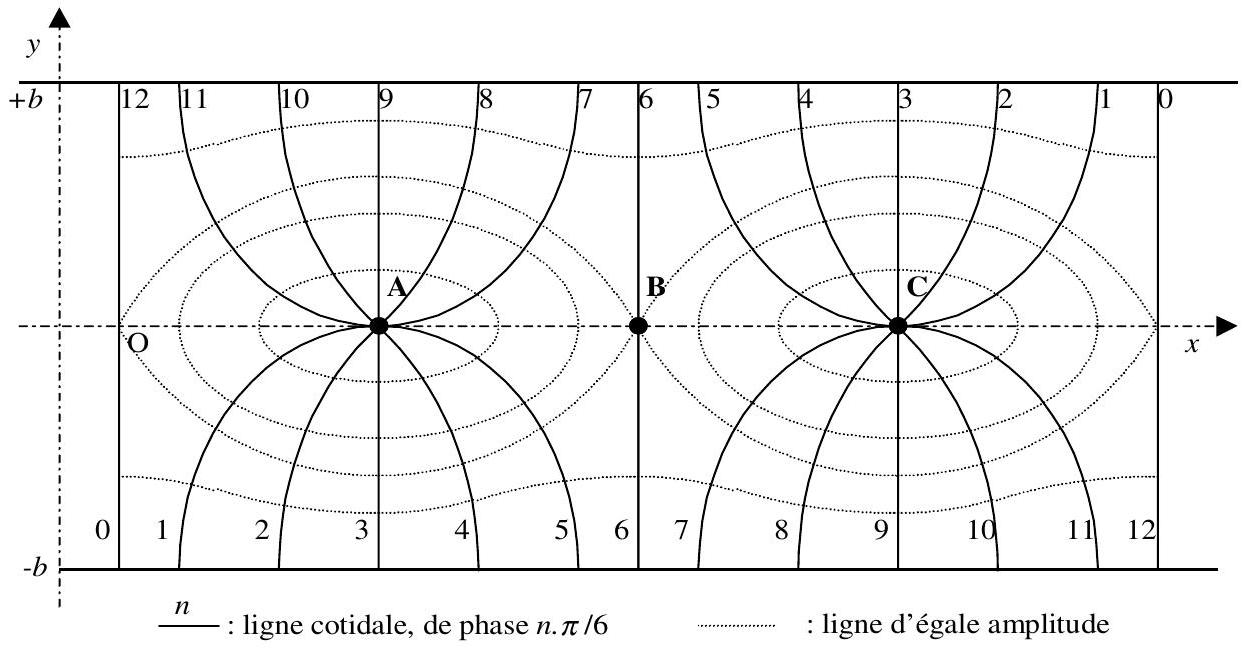 y
+b 12 11 10 9 8 7 6 5 4 3 2 1 0
A B C
O x
0 1 2 3 4 5 6 7 8 9 10 11 12
-b
n : ligne cotidale, de phase n.π/6 : ligne d’égale amplitude